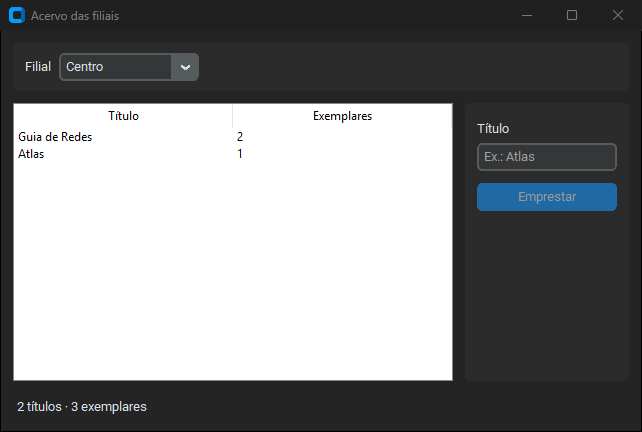 Acervo das filiais
Filial Centro
Título Exemplares
Guia de Redes 2
Atlas 1
Título
Ex.: Atlas
Emprestar
2 títulos · 3 exemplares